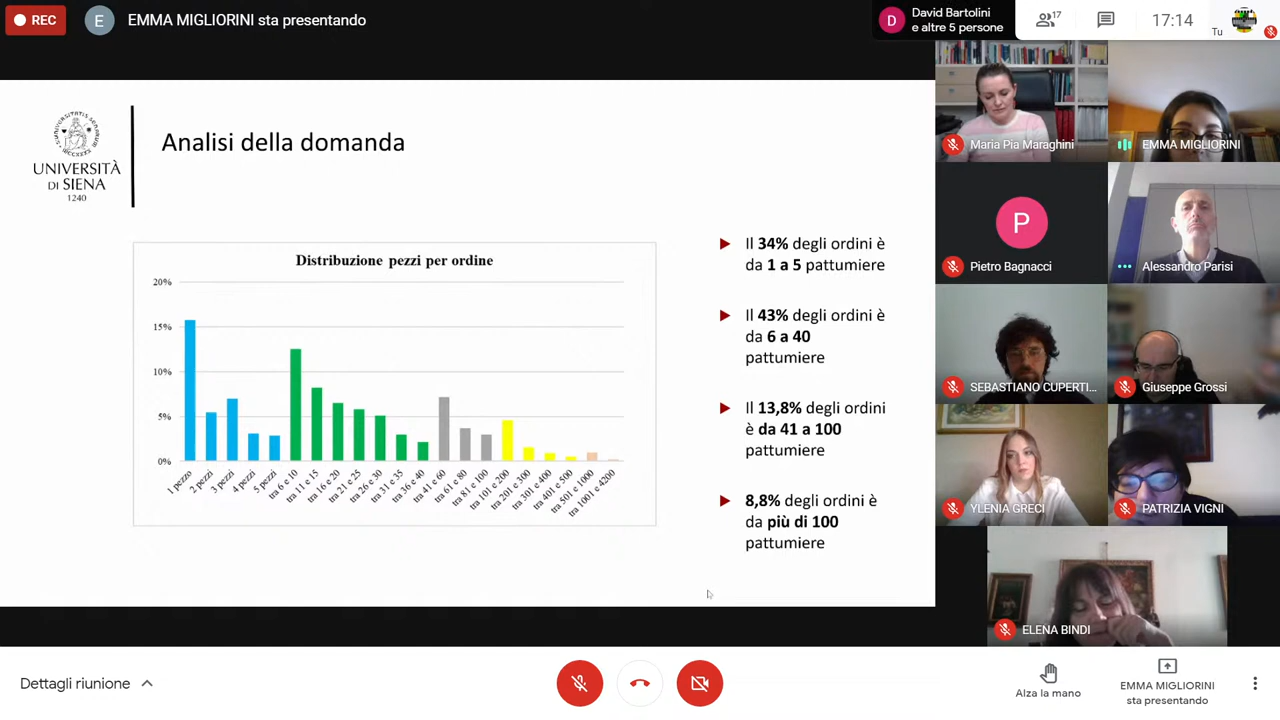 REC
E
EMMA MIGLIORINI sta presentando
D
David Bartolini
e altre 5 persone
17
17:14
Tu
UNIVERSITÀ
DI SIENA
1240
Analisi della domanda
Distribuzione pezzi per ordine
20%
15%
10%
5%
0%
1 pezzo
2 pezzi
3 pezzi
4 pezzi
5 pezzi
tra 6 e 10
tra 11 e 15
tra 16 e 20
tra 21 e 25
tra 26 e 30
tra 31 e 35
tra 36 e 40
tra 41 e 60
tra 61 e 80
tra 81 e 100
tra 101 e 200
tra 201 e 300
tra 301 e 400
tra 401 e 500
tra 501 e 1000
tra 1001 e 4200
Il 34% degli ordini è
da 1 a 5 pattumiere
Il 43% degli ordini è
da 6 a 40
pattumiere
Il 13,8% degli ordini
è da 41 a 100
pattumiere
8,8% degli ordini è
da più di 100
pattumiere
Maria Pia Maraghini
EMMA MIGLIORINI
P
Pietro Bagnacci
Alessandro Parisi
SEBASTIANO CUPERTI...
Giuseppe Grossi
YLENIA GRECI
PATRIZIA VIGNI
ELENA BINDI
Dettagli riunione
Alza la mano
EMMA MIGLIORINI
sta presentando